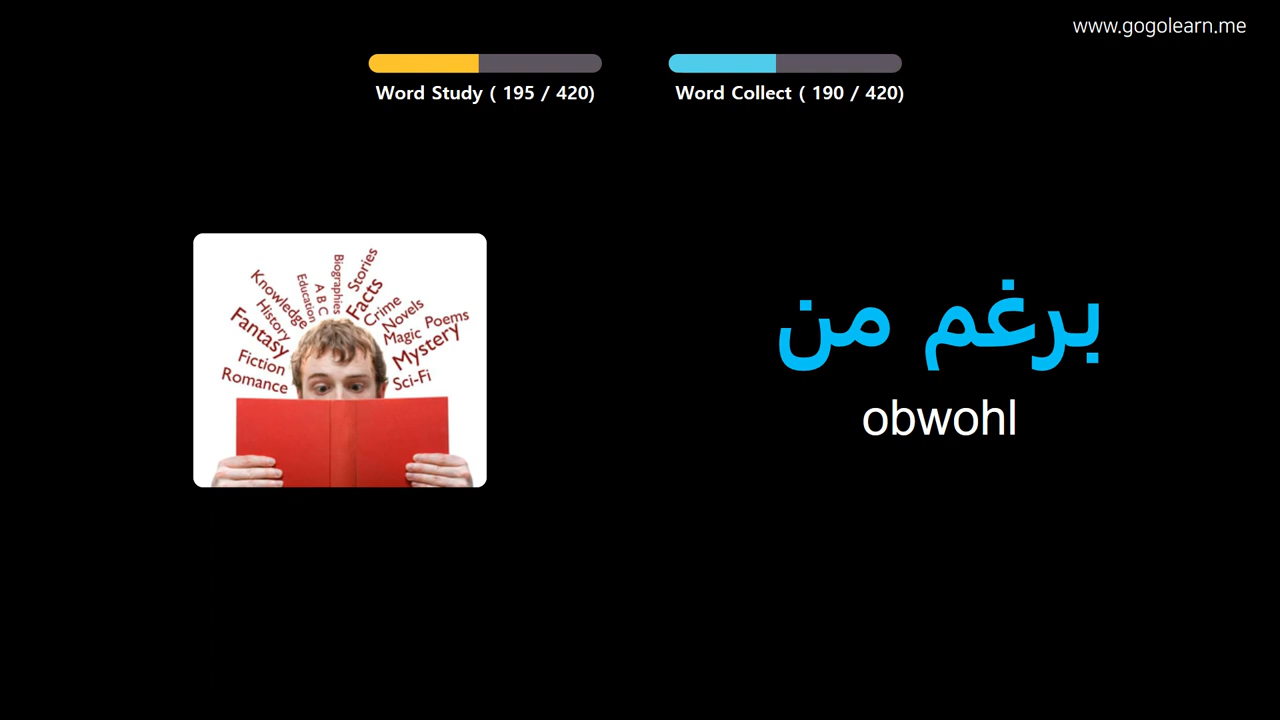 www.gogolearn.me
Word Study ( 195 / 420)
Word Collect ( 190 / 420)
Stories
Biographies
Facts
A B C
Education
Knowledge
Crime
History
Novels
Poems
Fantasy
Magic
Mystery
Fiction
Sci-Fi
Romance
برغم من
obwohl